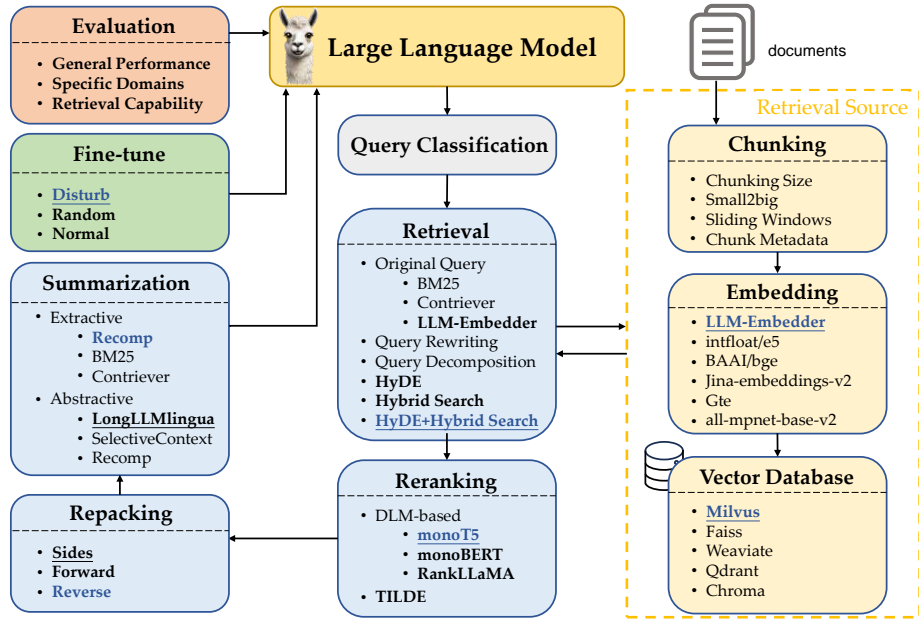 Evaluation
• General Performance
• Specific Domains
• Retrieval Capability
Large Language Model
documents
Fine-tune
• Disturb
• Random
• Normal
Query Classification
Retrieval Source
Chunking
• Chunking Size
• Small2big
• Sliding Windows
• Chunk Metadata
Summarization
• Extractive
• Recomp
• BM25
• Contriever
• Abstractive
• LongLLMlingua
• SelectiveContext
• Recomp
Retrieval
• Original Query
• BM25
• Contriever
• LLM-Embedder
• Query Rewriting
• Query Decomposition
• HyDE
• Hybrid Search
• HyDE+Hybrid Search
Embedding
• LLM-Embedder
• intfloat/e5
• BAAI/bge
• Jina-embeddings-v2
• Gte
• all-mpnet-base-v2
Repacking
• Sides
• Forward
• Reverse
Reranking
• DLM-based
• monoT5
• monoBERT
• RankLLaMA
• TILDE
Vector Database
• Milvus
• Faiss
• Weaviate
• Qdrant
• Chroma